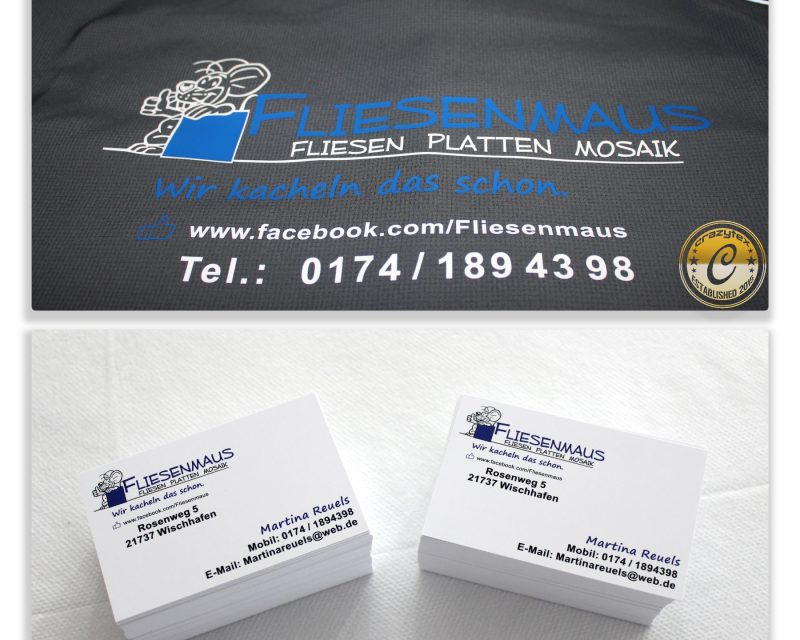 FLIESENMAUS
FLIESEN PLATTEN MOSAIK
Wir kacheln das schon.
www.facebook.com/Fliesenmaus
Tel.: 0174 / 189 43 98
crazytex
C
ESTABLISHED 2015
FLIESENMAUS
FLIESEN PLATTEN MOSAIK
Wir kacheln das schon.
www.facebook.com/Fliesenmaus
Rosenweg 5
21737 Wischhafen
Martina Reuels
Mobil: 0174 / 1894398
E-Mail: Martinareuels@web.de
FLIESENMAUS
FLIESEN PLATTEN MOSAIK
Wir kacheln das schon.
www.facebook.com/Fliesenmaus
Rosenweg 5
21737 Wischhafen
Martina Reuels
Mobil: 0174 / 1894398
E-Mail: Martinareuels@web.de